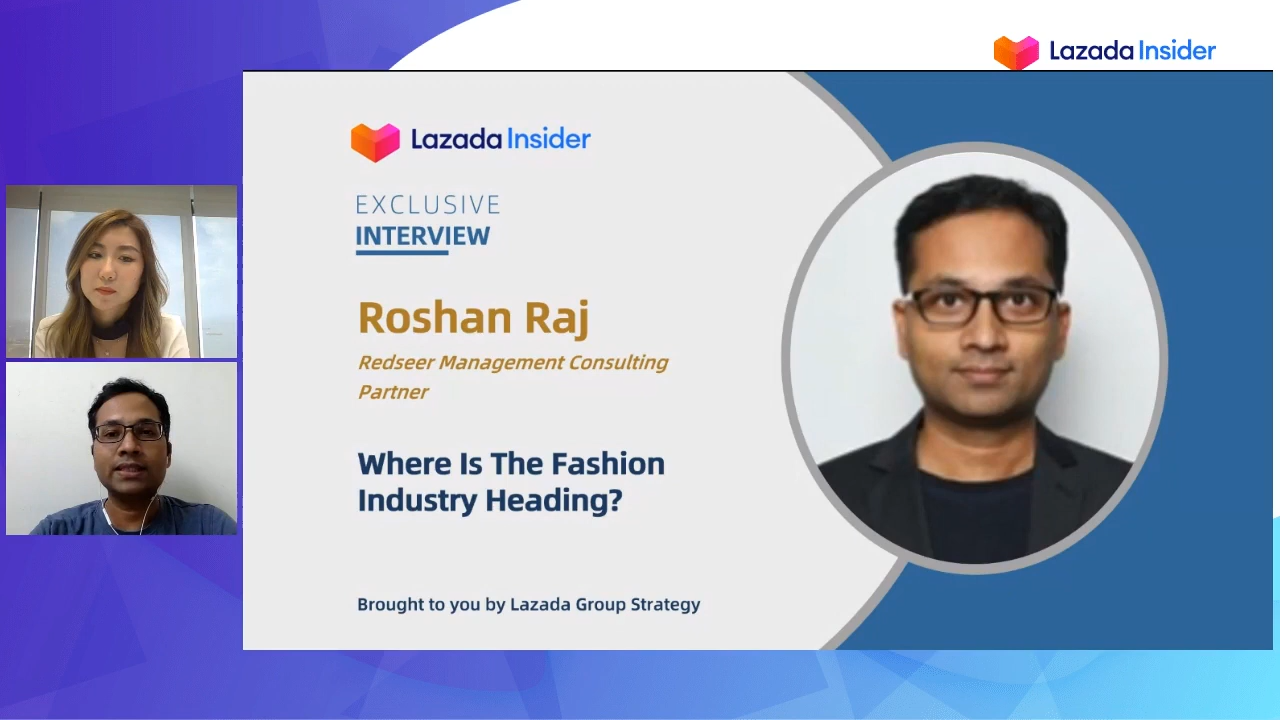 Lazada Insider
Lazada Insider
EXCLUSIVE
INTERVIEW
Roshan Raj
Redseer Management Consulting
Partner
Where Is The Fashion
Industry Heading?
Brought to you by Lazada Group Strategy